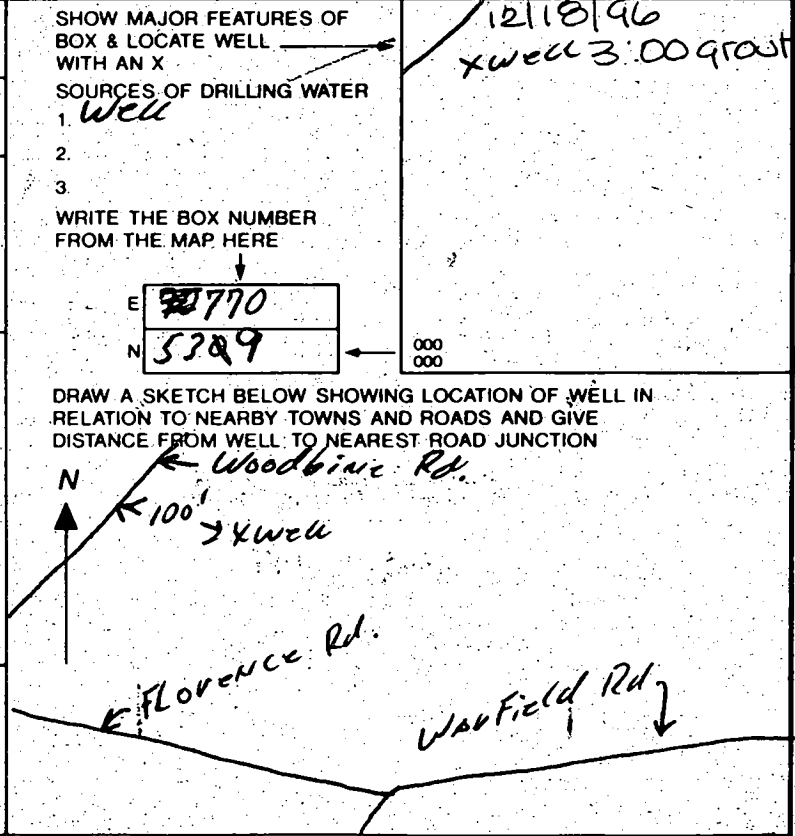 SHOW MAJOR FEATURES OF
BOX & LOCATE WELL
WITH AN X
SOURCES OF DRILLING WATER
1. Well
2.
3.
WRITE THE BOX NUMBER
FROM THE MAP HERE
E 770
N 5309
12/18/96
x well 3:00 grout
000
000
DRAW A SKETCH BELOW SHOWING LOCATION OF WELL IN
RELATION TO NEARBY TOWNS AND ROADS AND GIVE
DISTANCE FROM WELL TO NEAREST ROAD JUNCTION
N
Woodbine Rd.
100'
x well
Florence Rd.
Warfield Rd